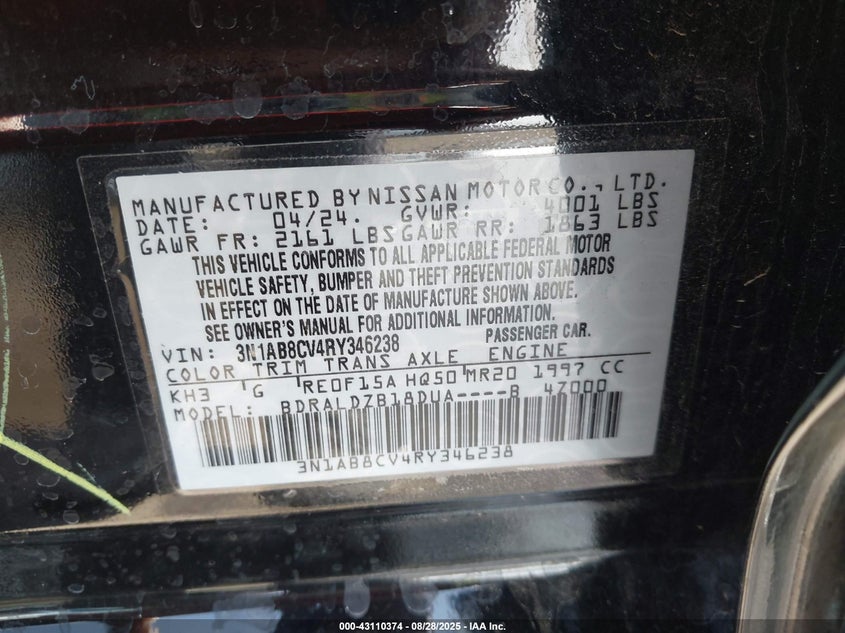 MANUFACTURED BY NISSAN MOTOR CO., LTD.
DATE: 04/24. GVWR: 4001 LBS
GAWR FR: 2161 LBS GAWR RR: 1863 LBS
THIS VEHICLE CONFORMS TO ALL APPLICABLE FEDERAL MOTOR
VEHICLE SAFETY, BUMPER AND THEFT PREVENTION STANDARDS
IN EFFECT ON THE DATE OF MANUFACTURE SHOWN ABOVE.
SEE OWNER'S MANUAL FOR ADDITIONAL INFORMATION.
VIN: 3N1AB8CV4RY346238 PASSENGER CAR.
COLOR TRIM TRANS AXLE ENGINE
KH3 G RE0F15A HQ50 MR20 1997 CC
MODEL: BDRALDZB18DUA----B 4Z000
3N1AB8CV4RY346238
000-43110374 | 08/28/2025 - IAA Inc.